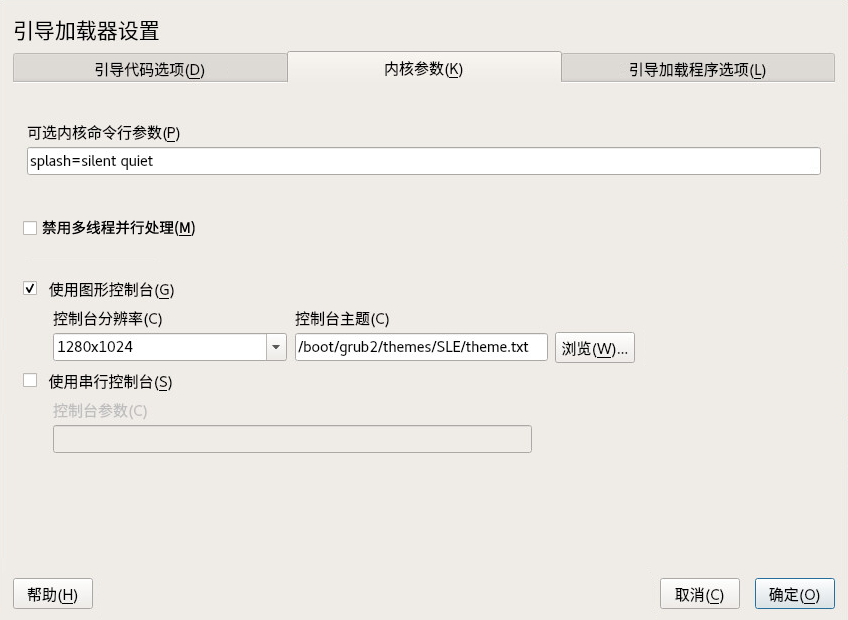 引导加载器设置
引导代码选项(D) 内核参数(K) 引导加载程序选项(L)
可选内核命令行参数(P)
splash=silent quiet
禁用多线程并行处理(M)
使用图形控制台(G)
控制台分辨率(C) 控制台主题(C)
1280x1024 /boot/grub2/themes/SLE/theme.txt 浏览(W)...
使用串行控制台(S)
控制台参数(C)
帮助(H) 取消(C) 确定(O)